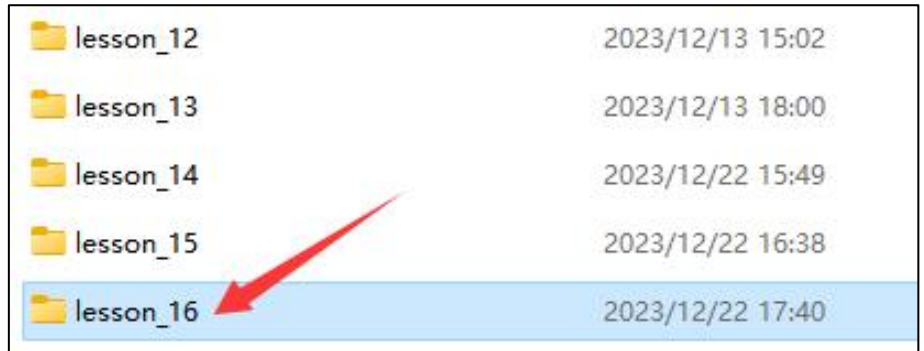 lesson_12 2023/12/13 15:02
lesson_13 2023/12/13 18:00
lesson_14 2023/12/22 15:49
lesson_15 2023/12/22 16:38
lesson_16 2023/12/22 17:40